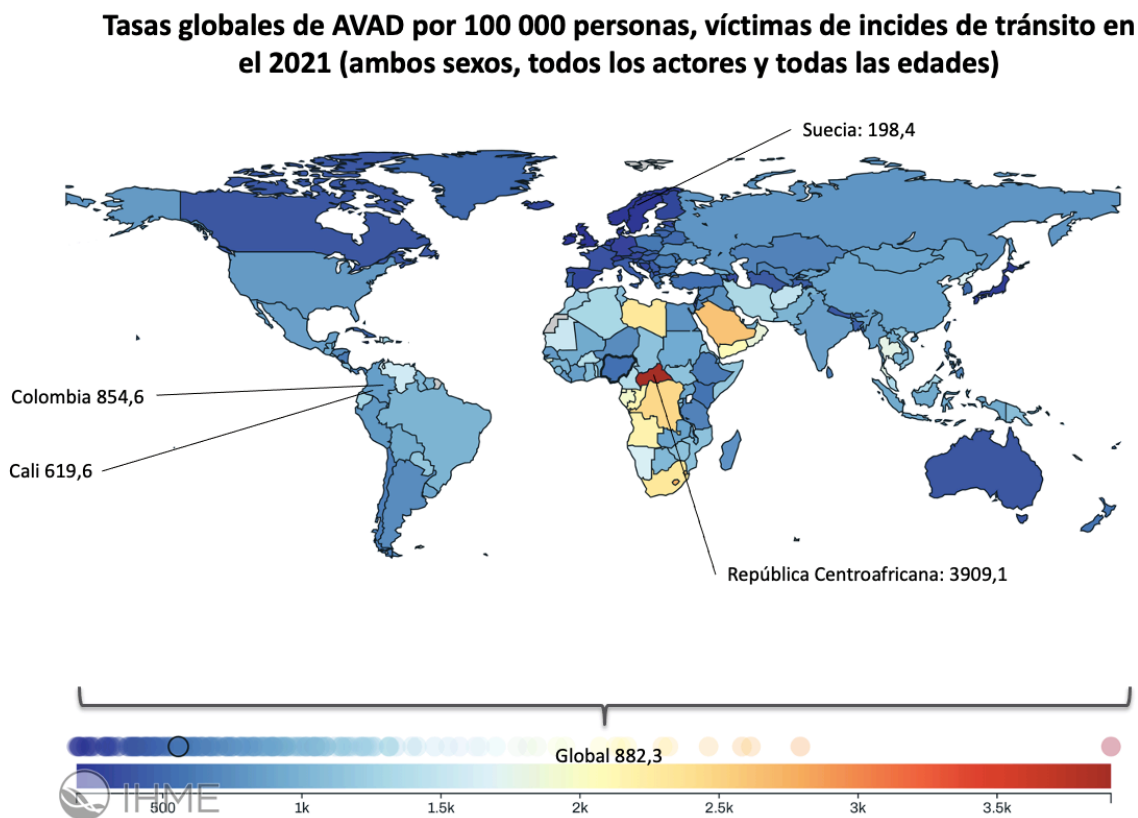 Tasas globales de AVAD por 100 000 personas, víctimas de incides de tránsito en
el 2021 (ambos sexos, todos los actores y todas las edades)
Suecia: 198,4
Colombia 854,6
Cali 619,6
República Centroafricana: 3909,1
Global 882,3
IHME
500 1k 1.5k 2k 2.5k 3k 3.5k